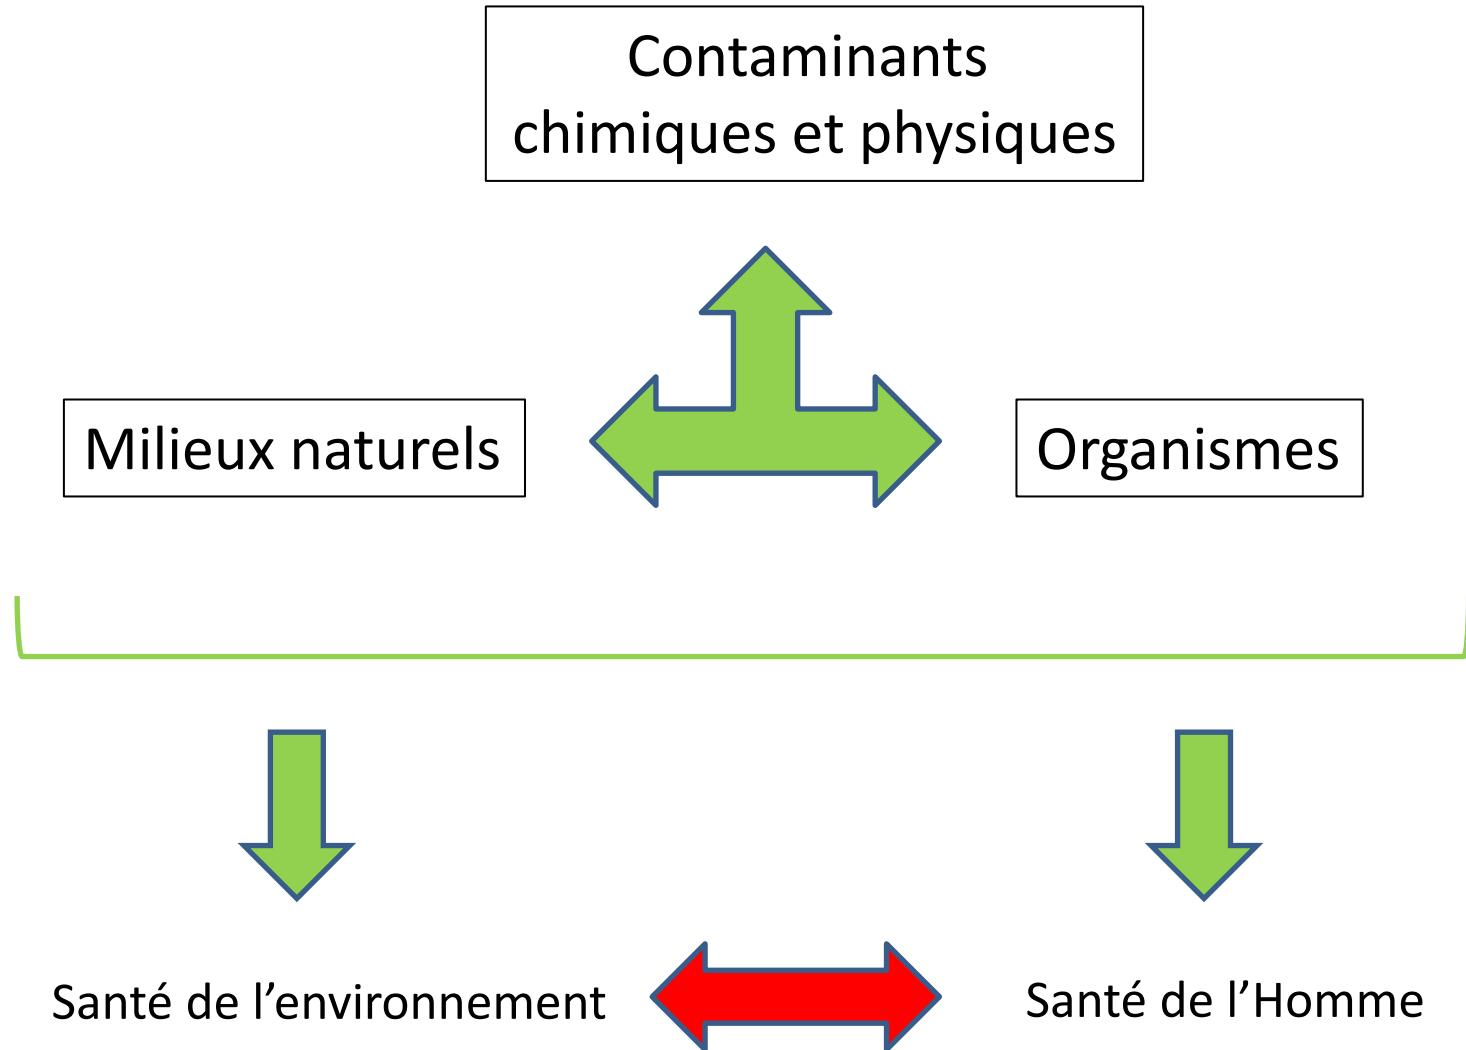 Contaminants
chimiques et physiques
Milieux naturels
Organismes
Santé de l’environnement
Santé de l’Homme